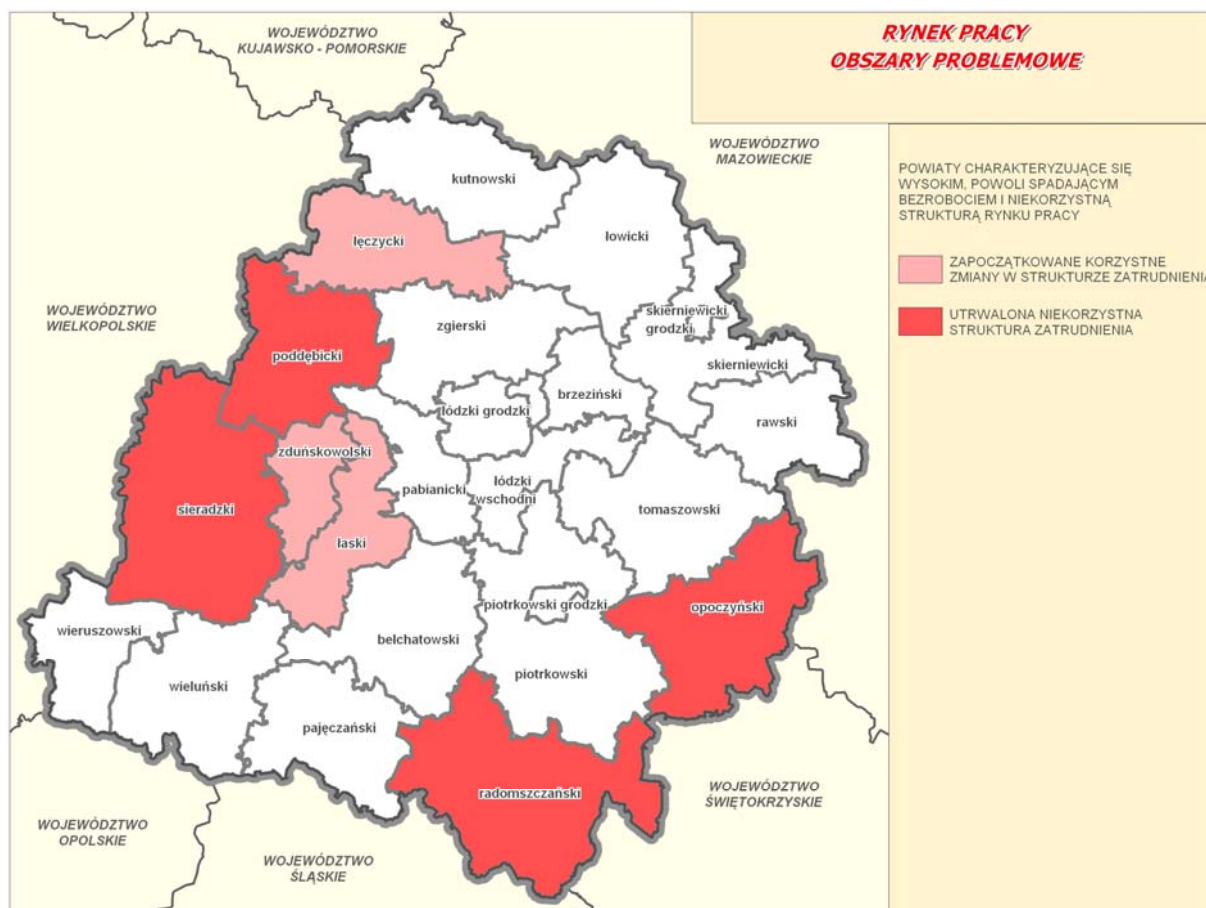 RYNEK PRACY
OBSZARY PROBLEMOWE
WOJEWÓDZTWO
KUJAWSKO - POMORSKIE
WOJEWÓDZTWO
MAZOWIECKIE
POWIATY CHARAKTERYZUJĄCE SIĘ
WYSOKIM, POWOLI SPADAJĄCYM
BEZROBOCIEM I NIEKORZYSTNĄ
STRUKTURĄ RYNKU PRACY
ZAPOCZĄTKOWANE KORZYSTNE
ZMIANY W STRUKTURZE ZATRUDNIENIA
UTRWALONA NIEKORZYSTNA
STRUKTURA ZATRUDNIENIA
kutnowski
łęczycki
łowicki
WOJEWÓDZTWO
WIELKOPOLSKIE
zgierski
skierniewicki
grodzki
poddębicki
skierniewicki
brzeziński
łódzki grodzki
rawski
zduńskowolski
pabianicki
łódzki
wschodni
sieradzki
tomaszowski
łaski
piotrkowski grodzki
opoczyński
wieruszowski
bełchatowski
wieluński
piotrkowski
pajęczański
radomszczański
WOJEWÓDZTWO
ŚWIĘTOKRZYSKIE
WOJEWÓDZTWO
OPOLSKIE
WOJEWÓDZTWO
ŚLĄSKIE